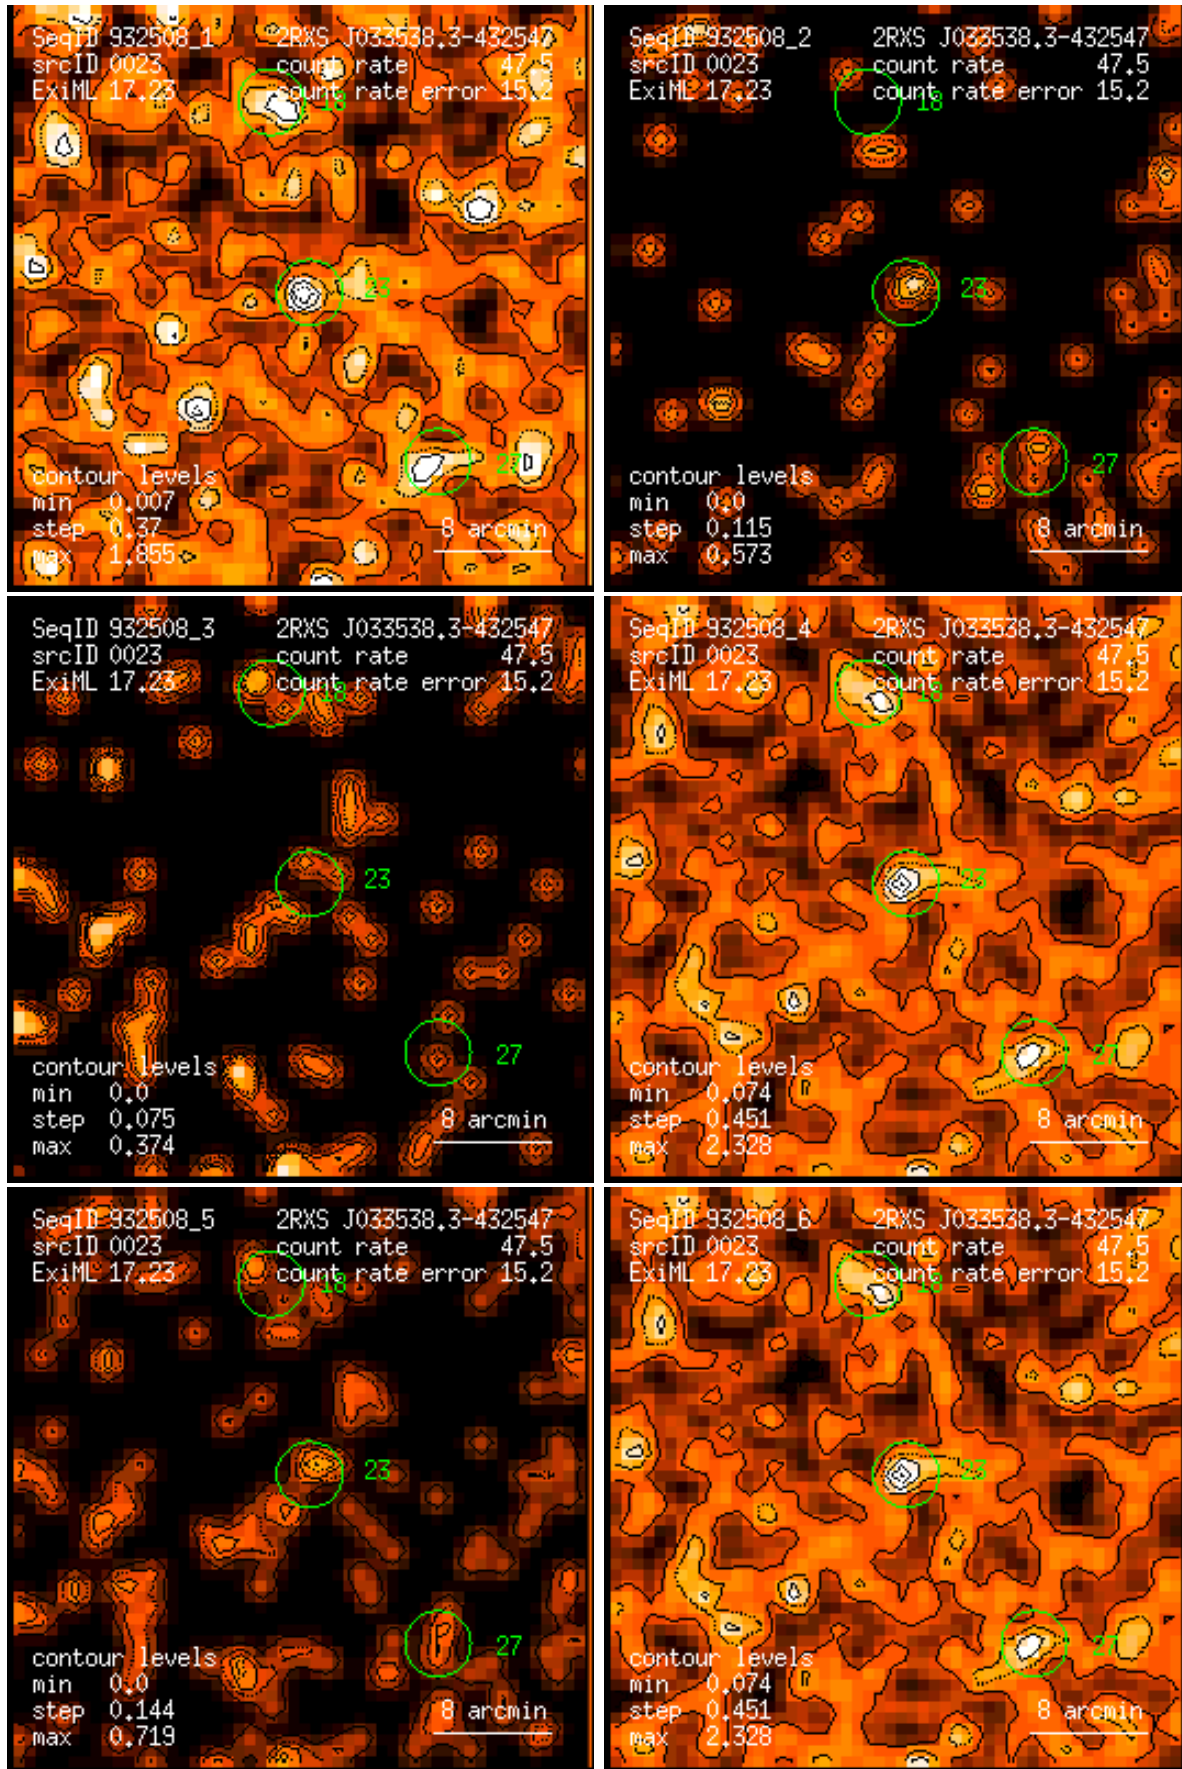 SeqID 932508_1 2RXS J033538.3-432547
srcID 0023 count rate 47.5
ExiML 17.23 count rate error 15.2
18
23
27
contour levels
min 0.007
step 0.37
max 1.855
8 arcmin
SeqID 932508_2 2RXS J033538.3-432547
srcID 0023 count rate 47.5
ExiML 17.23 count rate error 15.2
18
23
27
contour levels
min 0.0
step 0.115
max 0.573
8 arcmin
SeqID 932508_3 2RXS J033538.3-432547
srcID 0023 count rate 47.5
ExiML 17.23 count rate error 15.2
18
23
27
contour levels
min 0.0
step 0.075
max 0.374
8 arcmin
SeqID 932508_4 2RXS J033538.3-432547
srcID 0023 count rate 47.5
ExiML 17.23 count rate error 15.2
18
23
27
contour levels
min 0.074
step 0.451
max 2.328
8 arcmin
SeqID 932508_5 2RXS J033538.3-432547
srcID 0023 count rate 47.5
ExiML 17.23 count rate error 15.2
18
23
27
contour levels
min 0.0
step 0.144
max 0.719
8 arcmin
SeqID 932508_6 2RXS J033538.3-432547
srcID 0023 count rate 47.5
ExiML 17.23 count rate error 15.2
18
23
27
contour levels
min 0.074
step 0.451
max 2.328
8 arcmin